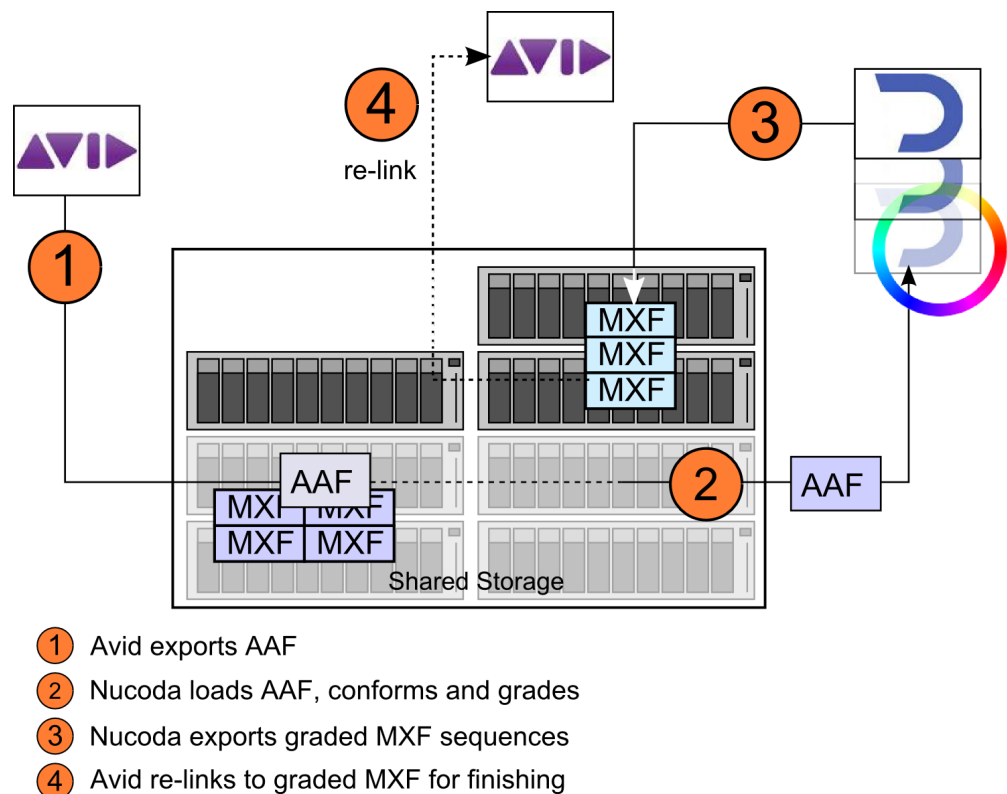 AVID
4
3
AVID
re-link
1
MXF
MXF
MXF
AAF
2
AAF
MXF MXF
MXF MXF
Shared Storage
1 Avid exports AAF
2 Nucoda loads AAF, conforms and grades
3 Nucoda exports graded MXF sequences
4 Avid re-links to graded MXF for finishing